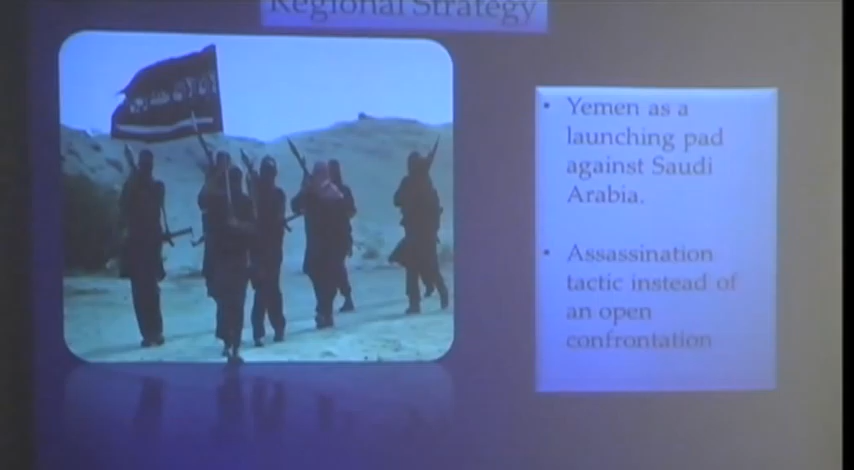 Regional Strategy
• Yemen as a
launching pad
against Saudi
Arabia.
• Assassination
tactic instead of
an open
confrontation